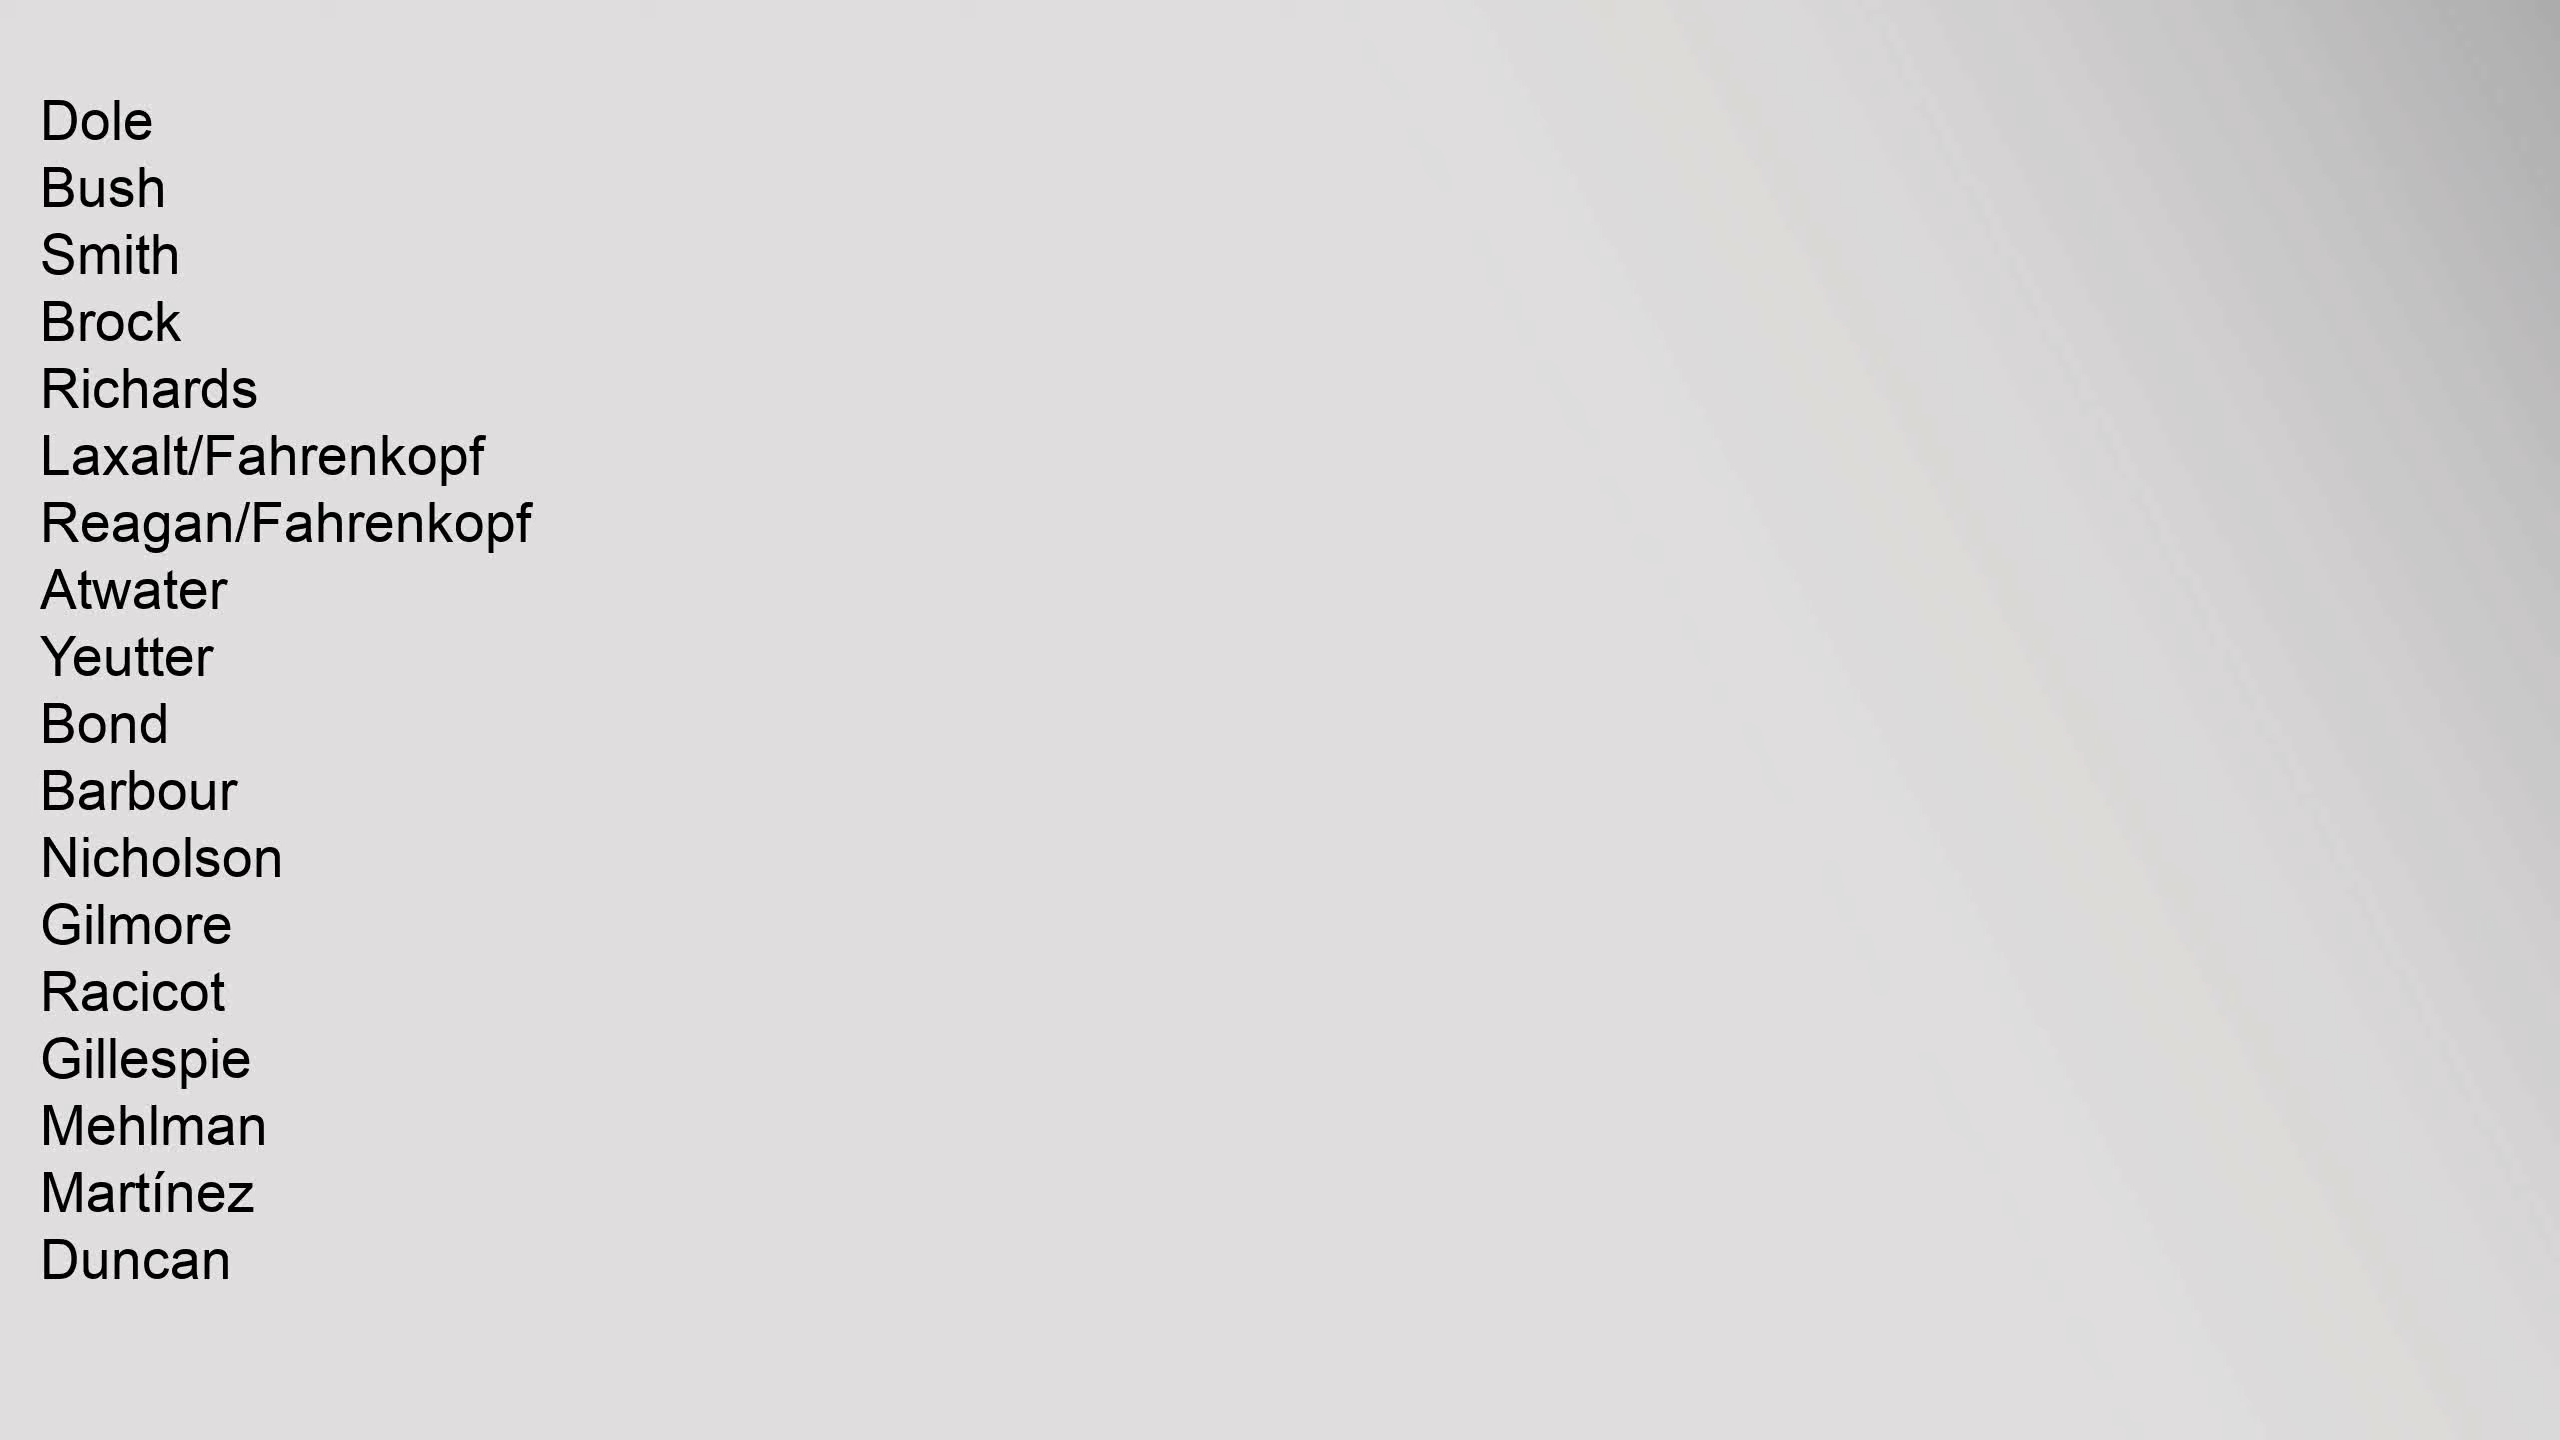 Dole
Bush
Smith
Brock
Richards
Laxalt/Fahrenkopf
Reagan/Fahrenkopf
Atwater
Yeutter
Bond
Barbour
Nicholson
Gilmore
Racicot
Gillespie
Mehlman
Martínez
Duncan